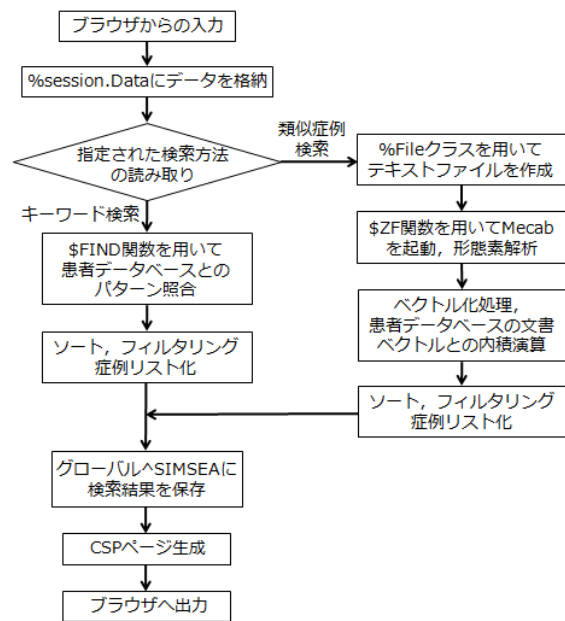 ブラウザからの入力
%session.Dataにデータを格納
指定された検索方法
の読み取り
類似症例
検索
キーワード検索
%Fileクラスを用いて
テキストファイルを作成
$ZF関数を用いてMecab
を起動，形態素解析
ベクトル化処理，
患者データベースの文書
ベクトルとの内積演算
ソート，フィルタリング
症例リスト化
$FIND関数を用いて
患者データベースとの
パターン照合
ソート，フィルタリング
症例リスト化
グローバル^SIMSEAに
検索結果を保存
CSPページ生成
ブラウザへ出力